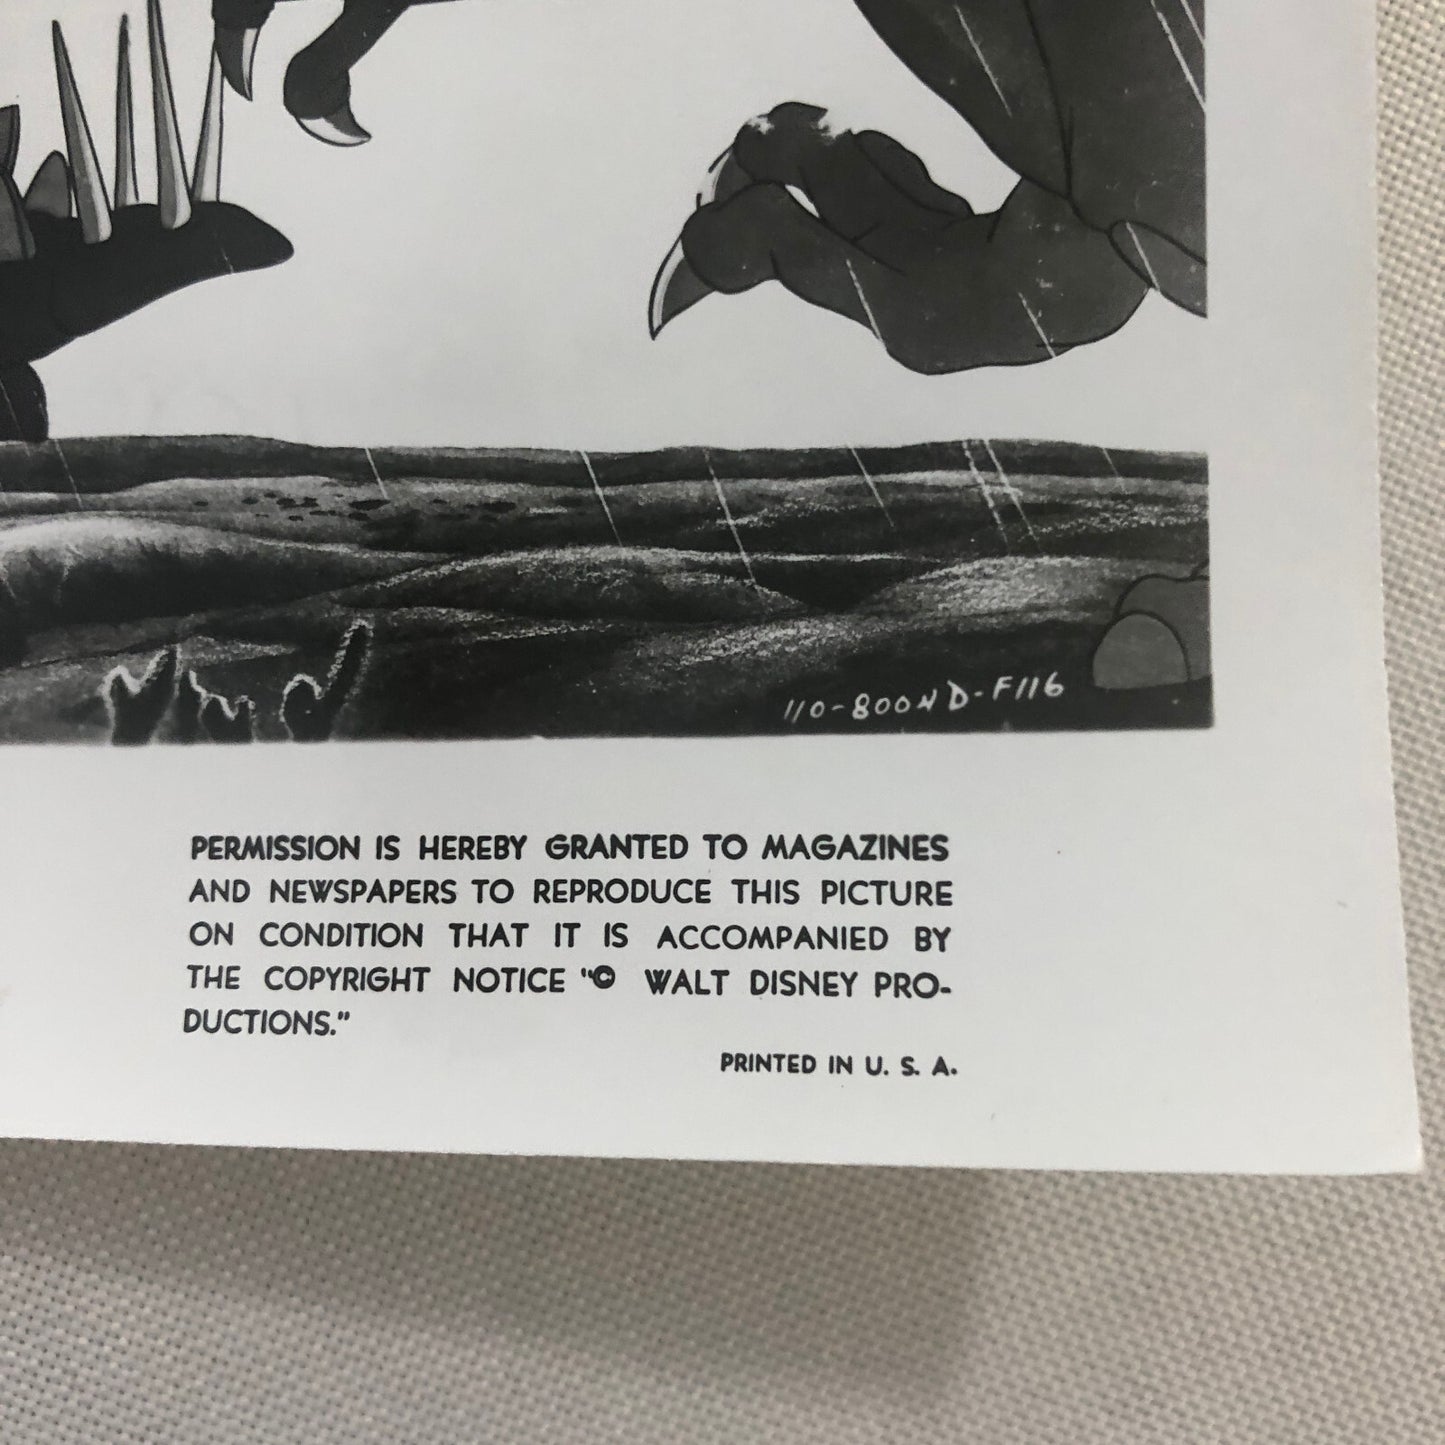 110-800ND-F116
PERMISSION IS HEREBY GRANTED TO MAGAZINES
AND NEWSPAPERS TO REPRODUCE THIS PICTURE
ON CONDITION THAT IT IS ACCOMPANIED BY
THE COPYRIGHT NOTICE "© WALT DISNEY PRO-
DUCTIONS."
PRINTED IN U. S. A.